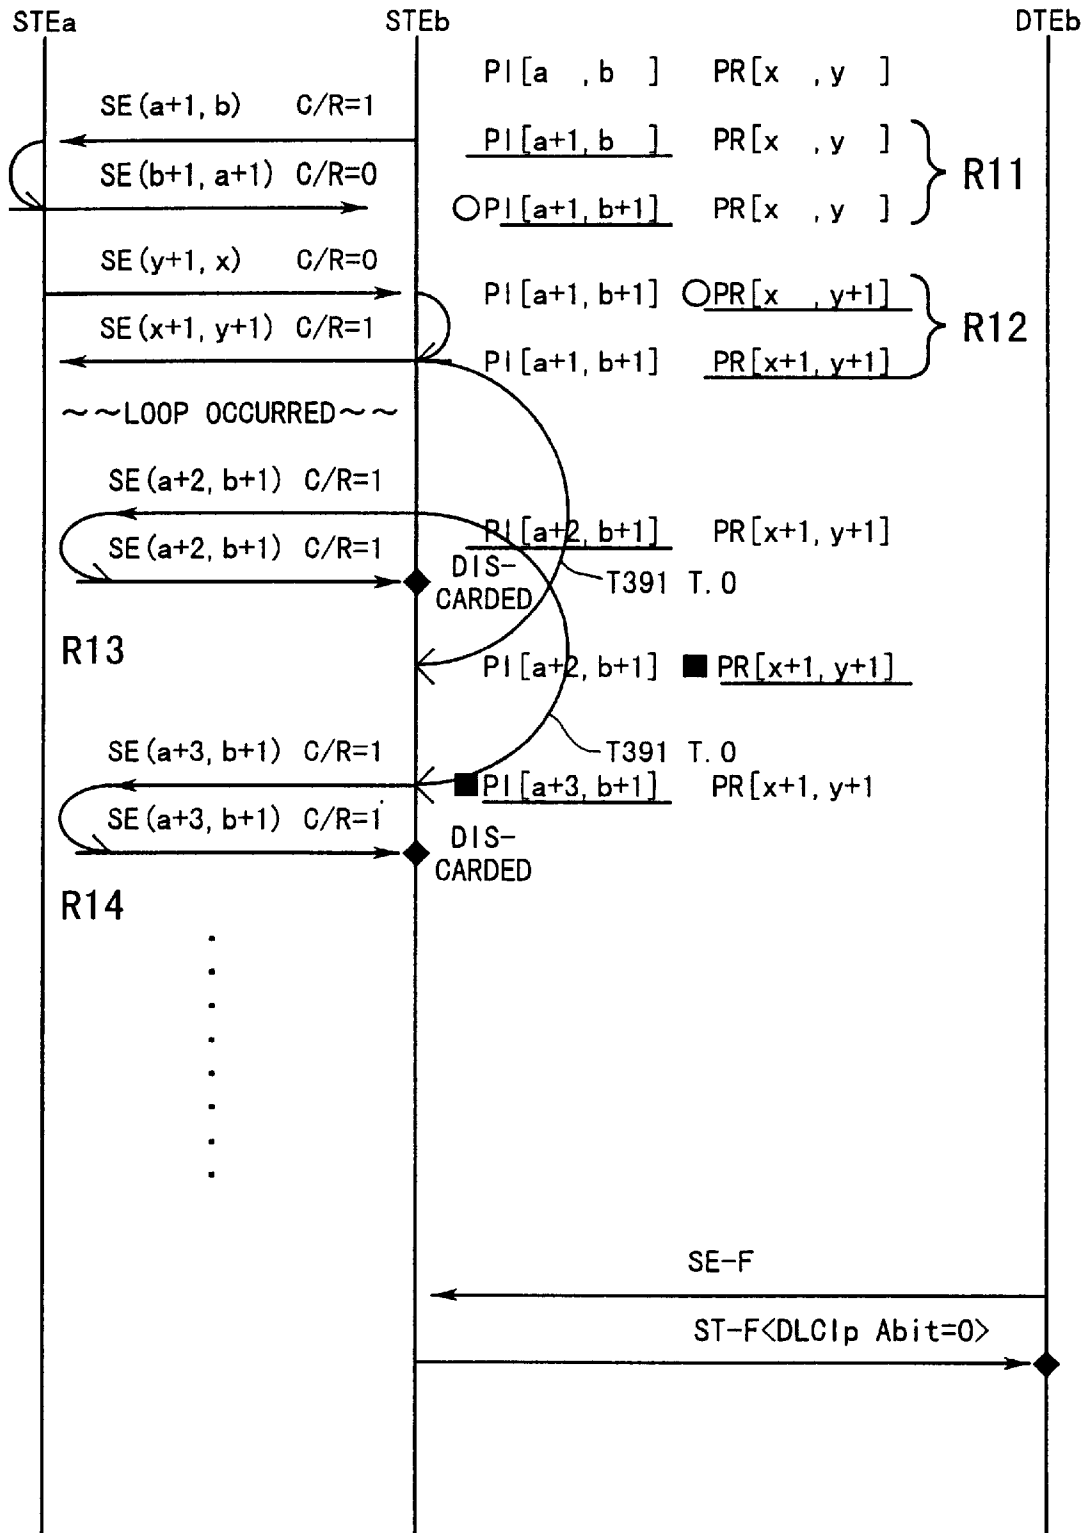 STEa STEb DTEb
PI[a ,b ] PR[x ,y ]
SE(a+1,b) C/R=1
PI[a+1,b ] PR[x ,y ]
R11
SE(b+1,a+1) C/R=0
○PI[a+1,b+1] PR[x ,y ]
SE(y+1,x) C/R=0
PI[a+1,b+1] ○PR[x ,y+1]
R12
SE(x+1,y+1) C/R=1
PI[a+1,b+1] PR[x+1,y+1]
~~LOOP OCCURRED~~
SE(a+2,b+1) C/R=1
PI[a+2,b+1] PR[x+1,y+1]
SE(a+2,b+1) C/R=1
DIS-
CARDED
T391 T.O
R13
PI[a+2,b+1] ■PR[x+1,y+1]
SE(a+3,b+1) C/R=1
T391 T.O
■PI[a+3,b+1] PR[x+1,y+1
SE(a+3,b+1) C/R=1
DIS-
CARDED
R14
SE-F
ST-F<DLCIp Abit=0>